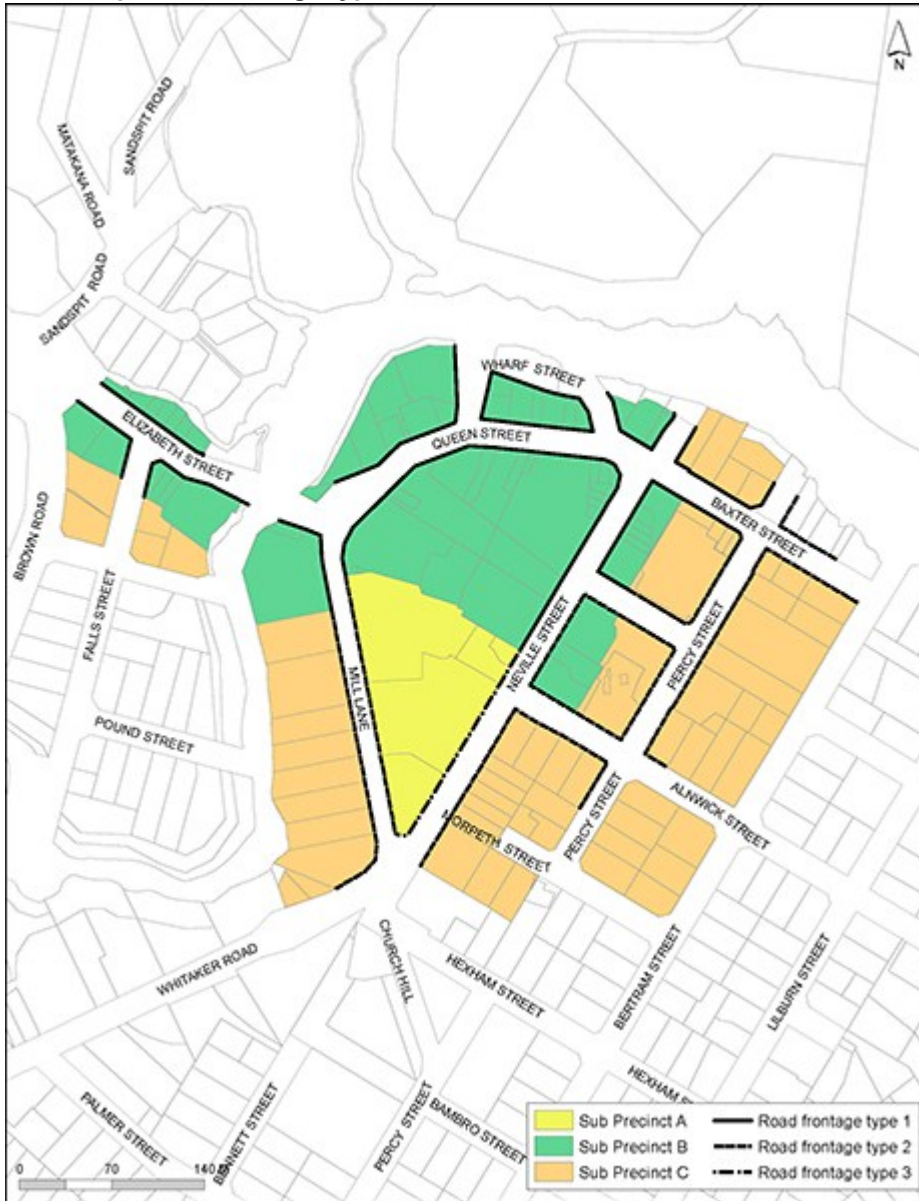 N
SANDSPIT ROAD
MATAKANA ROAD
SANDSPIT ROAD
WHARF STREET
ELIZABETH STREET
QUEEN STREET
BAXTER STREET
BROWN ROAD
FALLS STREET
NEVILLE STREET
PERCY STREET
MILL LANE
POUND STREET
ALNWICK STREET
MORPETH STREET
PERCY STREET
CHURCH HILL
WHITAKER ROAD
HEXHAM STREET
BERTRAM STREET
LILBURN STREET
HEXHAM
PALMER STREET
BENNETT STREET
PERCY STREET
BAMBRO STREET
Sub Precinct A
Road frontage type 1
Sub Precinct B
Road frontage type 2
Sub Precinct C
Road frontage type 3
0 70 140